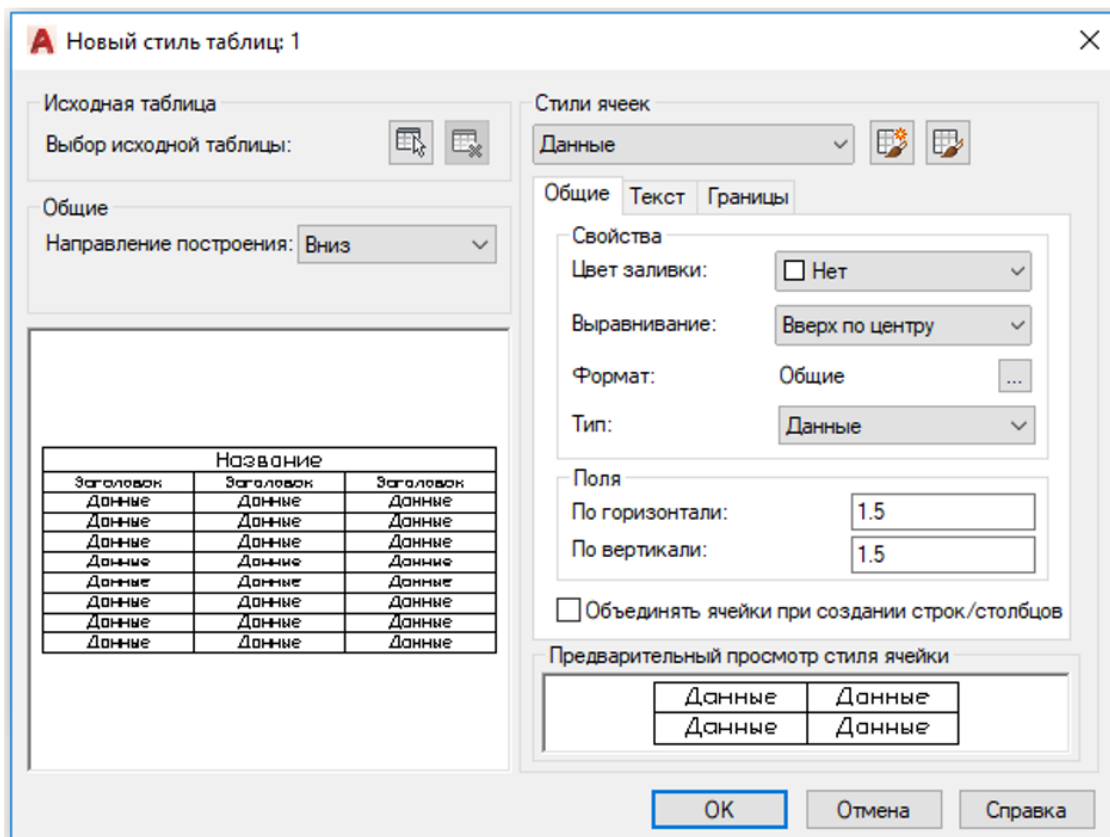 Новый стиль таблиц: 1
Исходная таблица
Выбор исходной таблицы:
Общие
Направление построения: Вниз
Название
Заголовок Заголовок Заголовок
Данные Данные Данные
Данные Данные Данные
Данные Данные Данные
Данные Данные Данные
Данные Данные Данные
Данные Данные Данные
Данные Данные Данные
Данные Данные Данные
Стили ячеек
Данные
Общие Текст Границы
Свойства
Цвет заливки: Нет
Выравнивание: Вверх по центру
Формат: Общие ...
Тип: Данные
Поля
По горизонтали: 1.5
По вертикали: 1.5
Объединять ячейки при создании строк/столбцов
Предварительный просмотр стиля ячейки
Данные Данные
Данные Данные
OK Отмена Справка